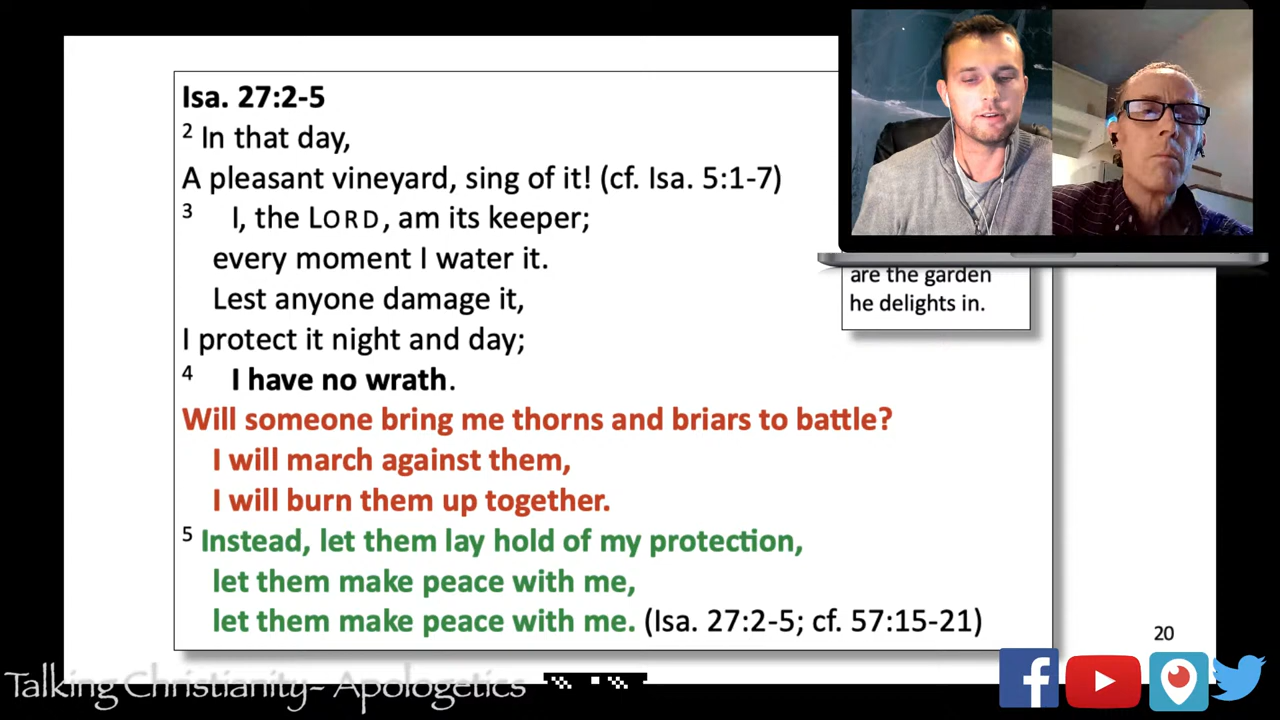 Isa. 27:2-5
2 In that day,
A pleasant vineyard, sing of it! (cf. Isa. 5:1-7)
3 I, the LORD, am its keeper;
every moment I water it.
Lest anyone damage it,
I protect it night and day;
4 I have no wrath.
Will someone bring me thorns and briars to battle?
I will march against them,
I will burn them up together.
5 Instead, let them lay hold of my protection,
let them make peace with me,
let them make peace with me. (Isa. 27:2-5; cf. 57:15-21)
are the garden
he delights in.
20
Talking Christianity- Apologetics